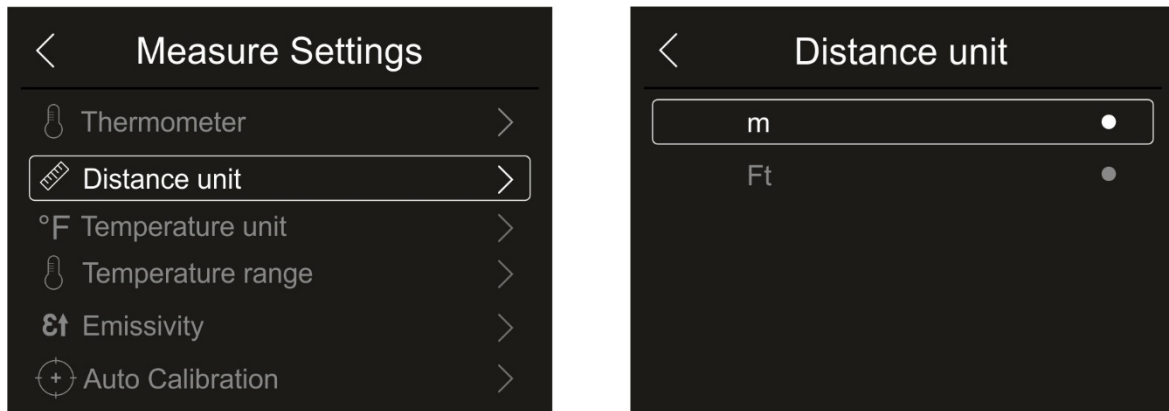 Measure Settings
Thermometer
Distance unit
°F Temperature unit
Temperature range
Ɛ↑ Emissivity
Auto Calibration
Distance unit
m
Ft